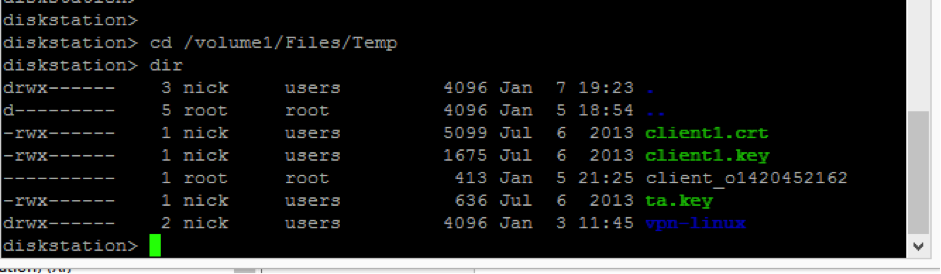 diskstation>
diskstation> cd /volume1/Files/Temp
diskstation> dir
drwx------ 3 nick users 4096 Jan 7 19:23 .
d--------- 5 root root 4096 Jan 5 18:54 ..
-rwx------ 1 nick users 5099 Jul 6 2013 client1.crt
-rwx------ 1 nick users 1675 Jul 6 2013 client1.key
---------- 1 root root 413 Jan 5 21:25 client_o1420452162
-rwx------ 1 nick users 636 Jul 6 2013 ta.key
drwx------ 2 nick users 4096 Jan 3 11:45 vpn-linux
diskstation>